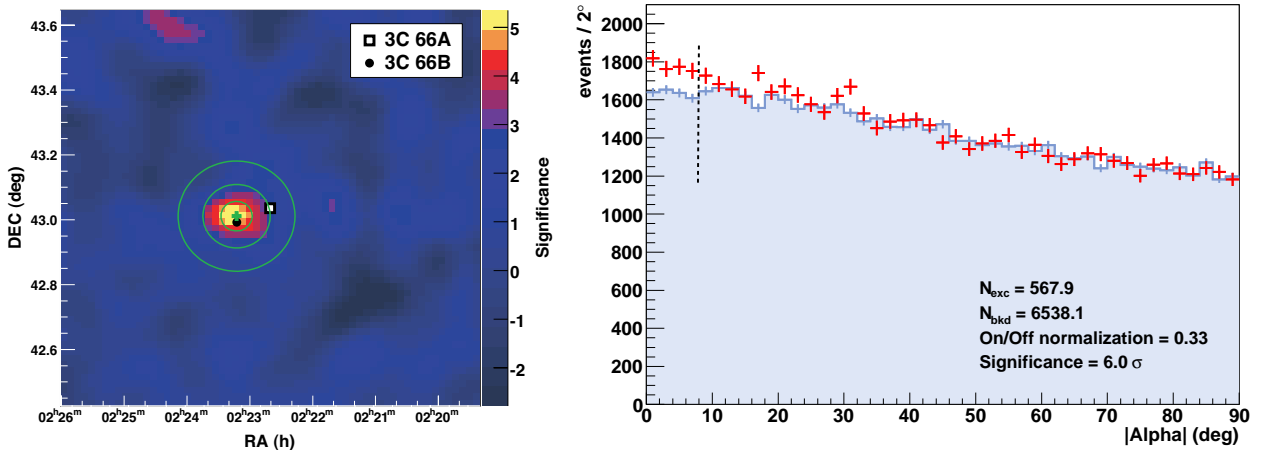 3C 66A
3C 66B
43.6
43.4
43.2
43.0
42.8
42.6
DEC (deg)
02ʰ26ᵐ 02ʰ25ᵐ 02ʰ24ᵐ 02ʰ23ᵐ 02ʰ22ᵐ 02ʰ21ᵐ 02ʰ20ᵐ
RA (h)
5
4
3
2
1
0
-1
-2
Significance
events / 2°
2000
1800
1600
1400
1200
1000
800
600
400
200
0
N_exc = 567.9
N_bkd = 6538.1
On/Off normalization = 0.33
Significance = 6.0 σ
0 10 20 30 40 50 60 70 80 90
|Alpha| (deg)